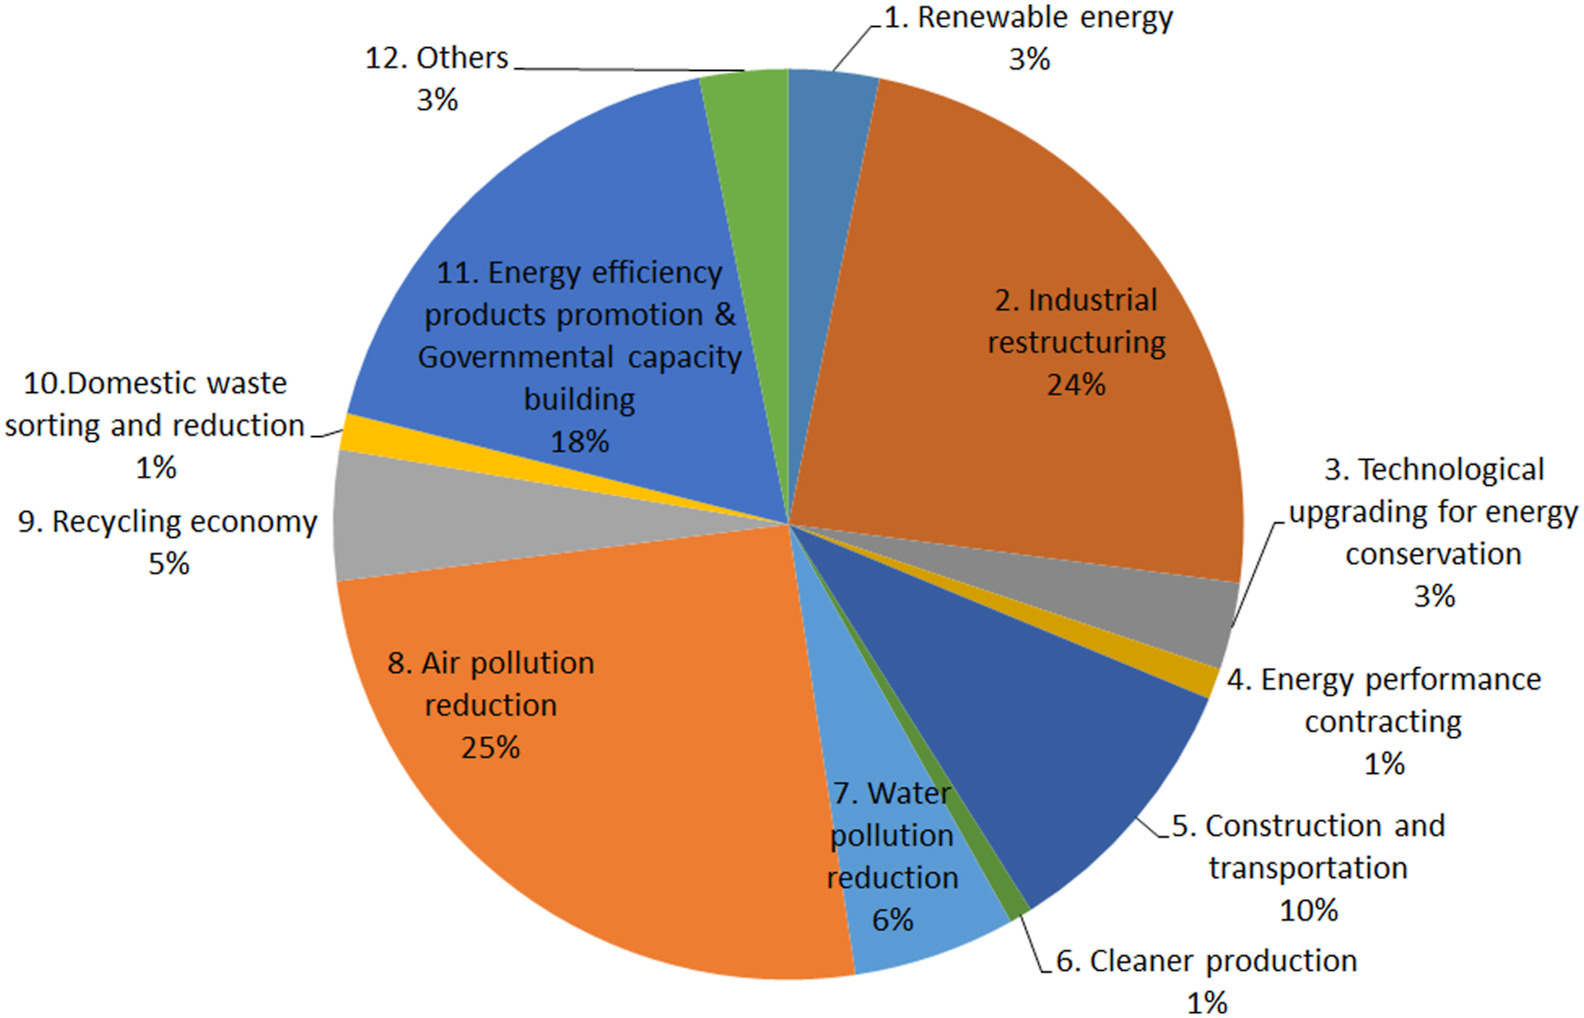 1. Renewable energy
3%
2. Industrial
restructuring
24%
3. Technological
upgrading for energy
conservation
3%
4. Energy performance
contracting
1%
5. Construction and
transportation
10%
6. Cleaner production
1%
7. Water
pollution
reduction
6%
8. Air pollution
reduction
25%
9. Recycling economy
5%
10.Domestic waste
sorting and reduction
1%
11. Energy efficiency
products promotion &
Governmental capacity
building
18%
12. Others
3%